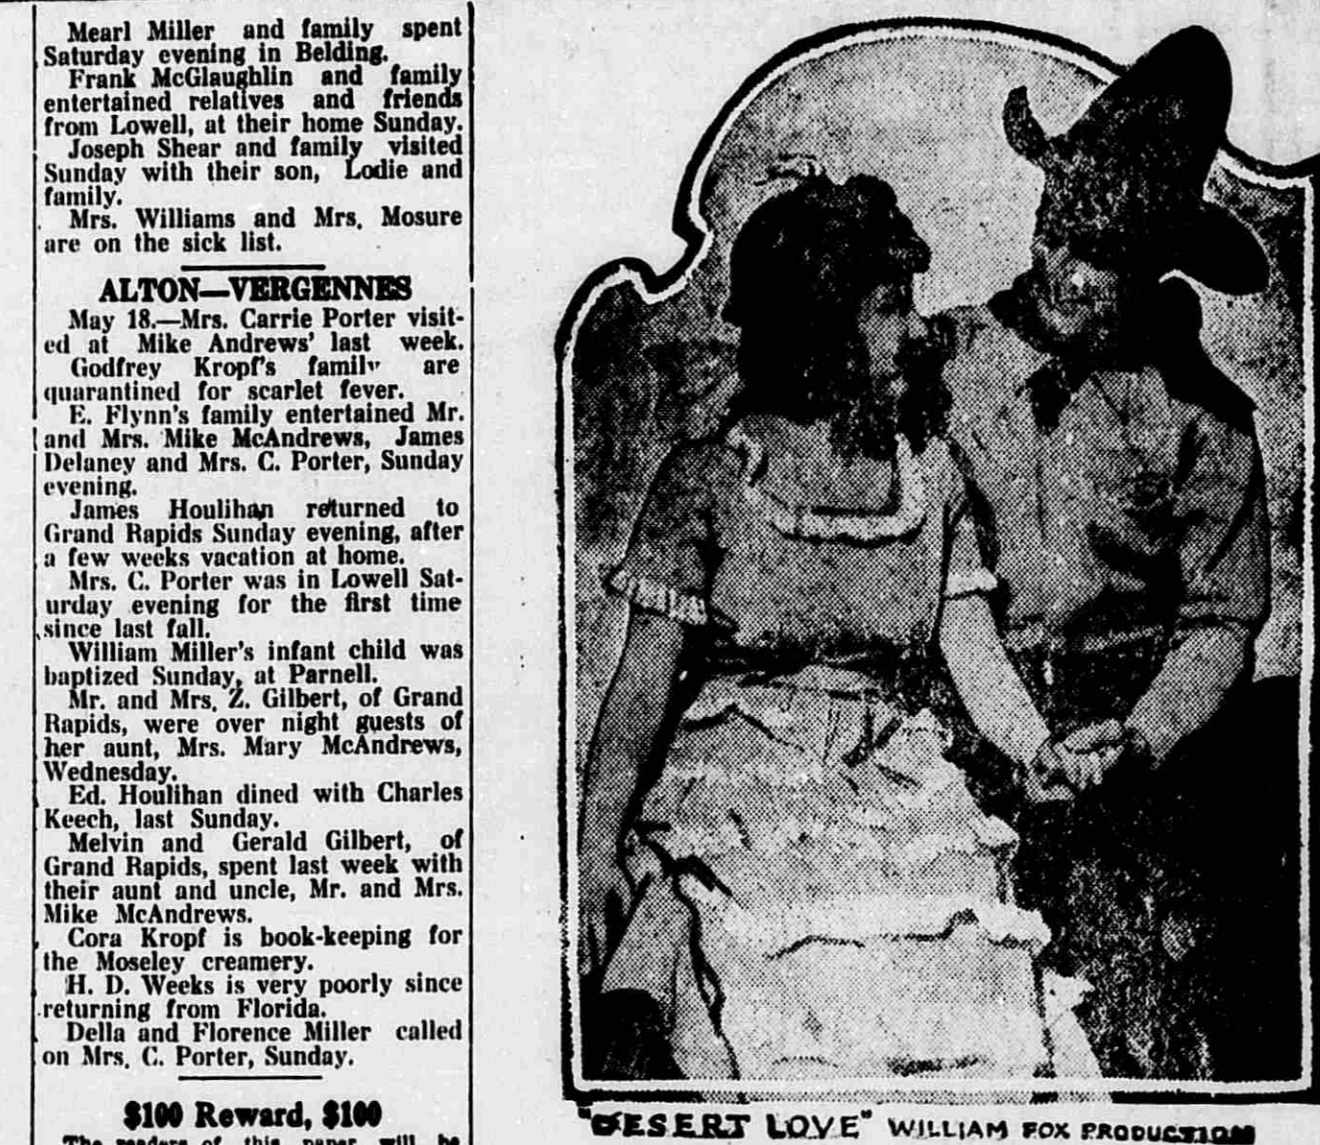 Mearl Miller and family spent
Saturday evening in Belding.
Frank McGlaughlin and family
entertained relatives and friends
from Lowell, at their home Sunday.
Joseph Shear and family visited
Sunday with their son, Lodie and
family.
Mrs. Williams and Mrs. Mosure
are on the sick list.
ALTON—VERGENNES
May 18.—Mrs. Carrie Porter visit-
ed at Mike Andrews' last week.
Godfrey Kropf's family are
quarantined for scarlet fever.
E. Flynn's family entertained Mr.
and Mrs. Mike McAndrews, James
Delaney and Mrs. C. Porter, Sunday
evening.
James Houlihan returned to
Grand Rapids Sunday evening, after
a few weeks vacation at home.
Mrs. C. Porter was in Lowell Sat-
urday evening for the first time
since last fall.
William Miller's infant child was
baptized Sunday, at Parnell.
Mr. and Mrs. Z. Gilbert, of Grand
Rapids, were over night guests of
her aunt, Mrs. Mary McAndrews,
Wednesday.
Ed. Houlihan dined with Charles
Keech, last Sunday.
Melvin and Gerald Gilbert, of
Grand Rapids, spent last week with
their aunt and uncle, Mr. and Mrs.
Mike McAndrews.
Cora Kropf is book-keeping for
the Moseley creamery.
H. D. Weeks is very poorly since
returning from Florida.
Della and Florence Miller called
on Mrs. C. Porter, Sunday.
$100 Reward, $100
The readers of this paper will be
"DESERT LOVE" WILLIAM FOX PRODUCTION